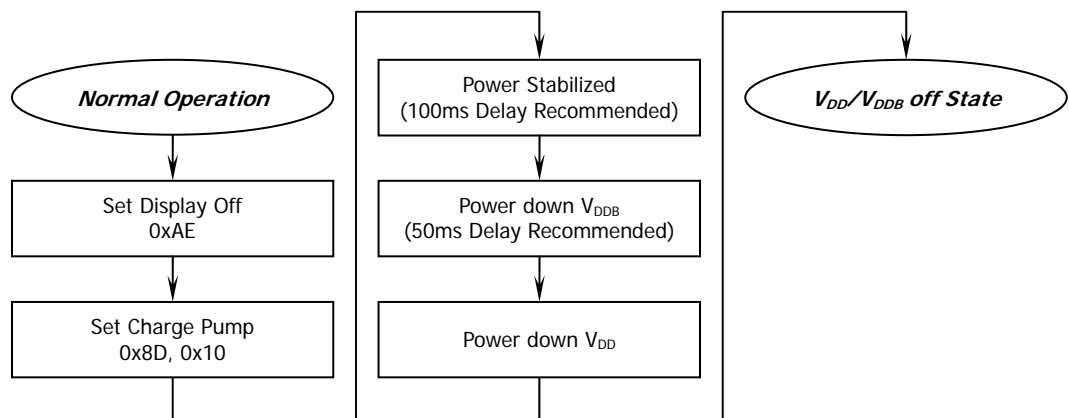 Normal Operation
Set Display Off
0xAE
Set Charge Pump
0x8D, 0x10
Power Stabilized
(100ms Delay Recommended)
Power down VDDB
(50ms Delay Recommended)
Power down VDD
VDD/VDDB off State